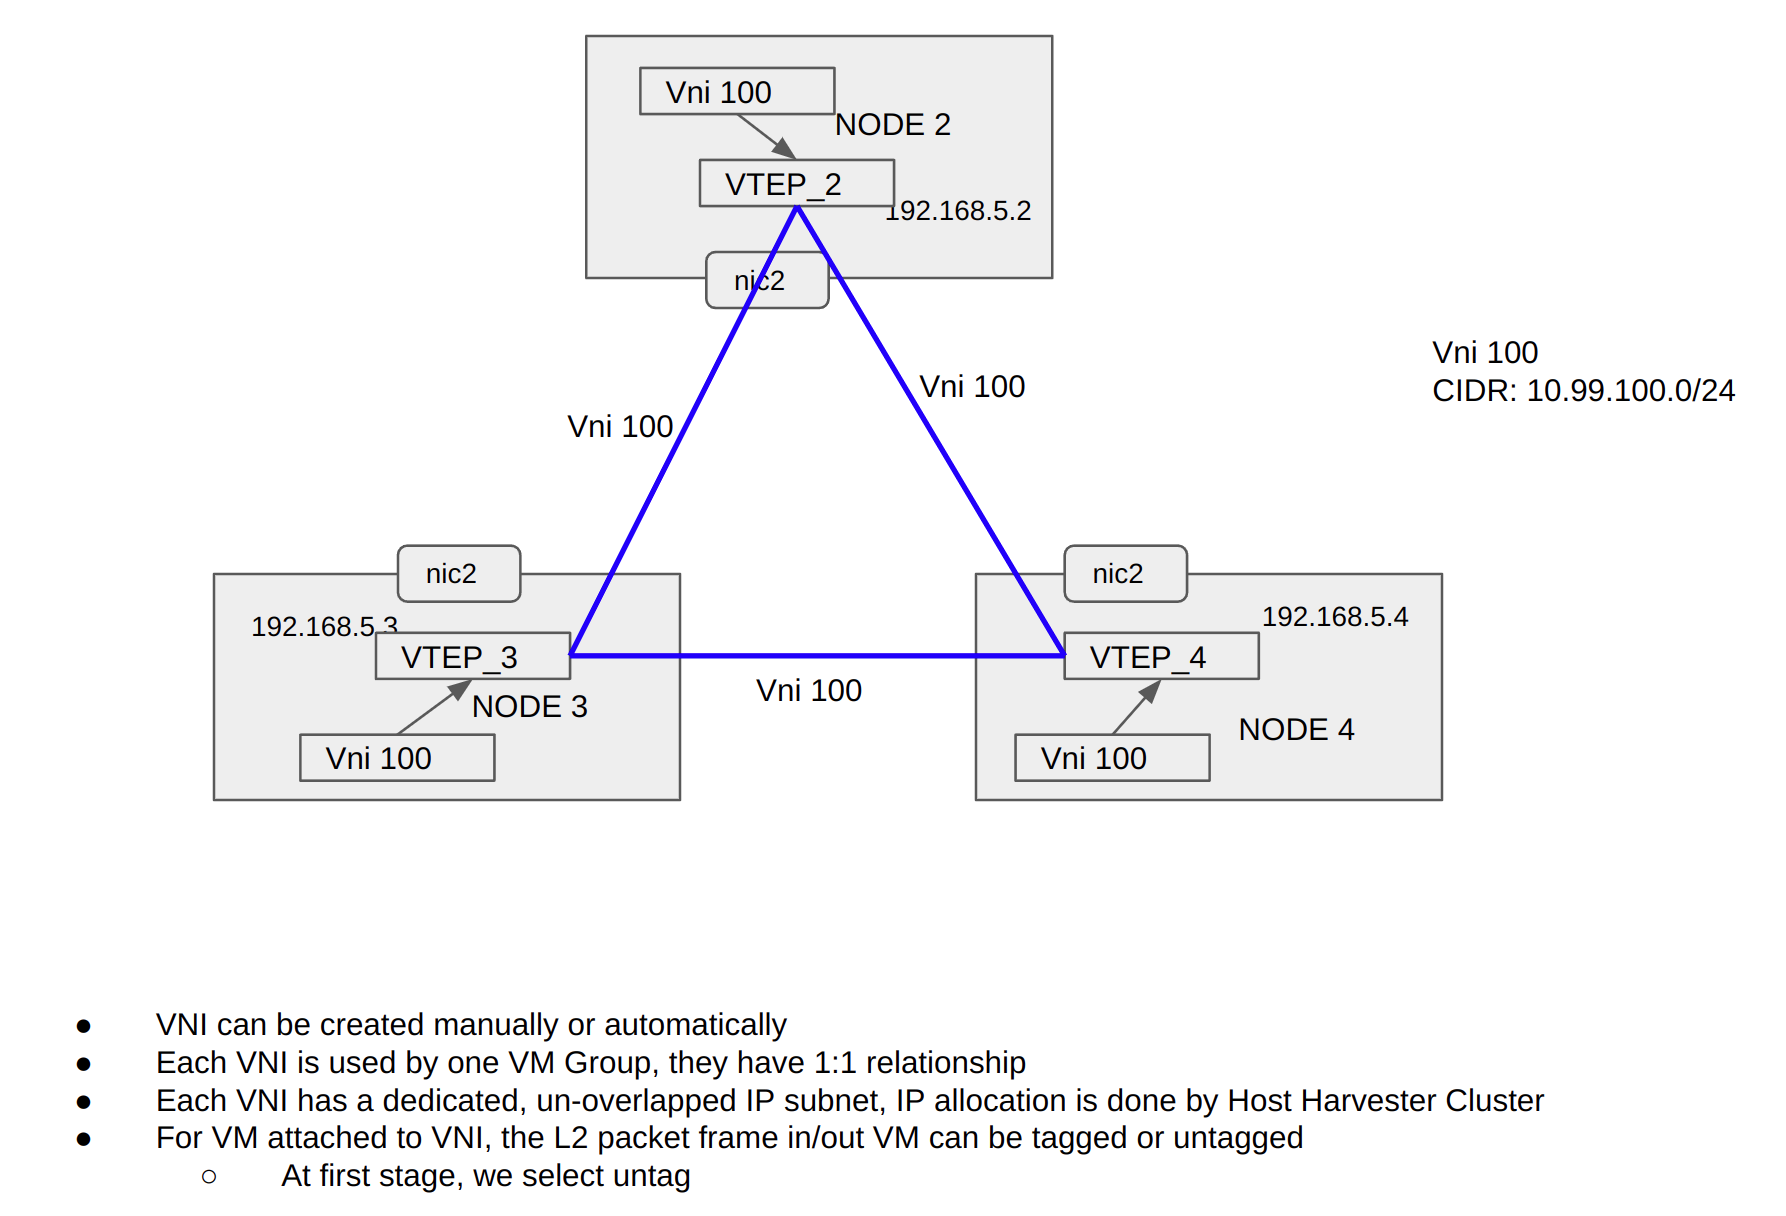 Vni 100
NODE 2
VTEP_2
192.168.5.2
nic2
Vni 100
CIDR: 10.99.100.0/24
Vni 100
Vni 100
nic2
nic2
192.168.5.3
192.168.5.4
VTEP_3
VTEP_4
Vni 100
NODE 3
NODE 4
Vni 100
Vni 100
● VNI can be created manually or automatically
● Each VNI is used by one VM Group, they have 1:1 relationship
● Each VNI has a dedicated, un-overlapped IP subnet, IP allocation is done by Host Harvester Cluster
● For VM attached to VNI, the L2 packet frame in/out VM can be tagged or untagged
○ At first stage, we select untag